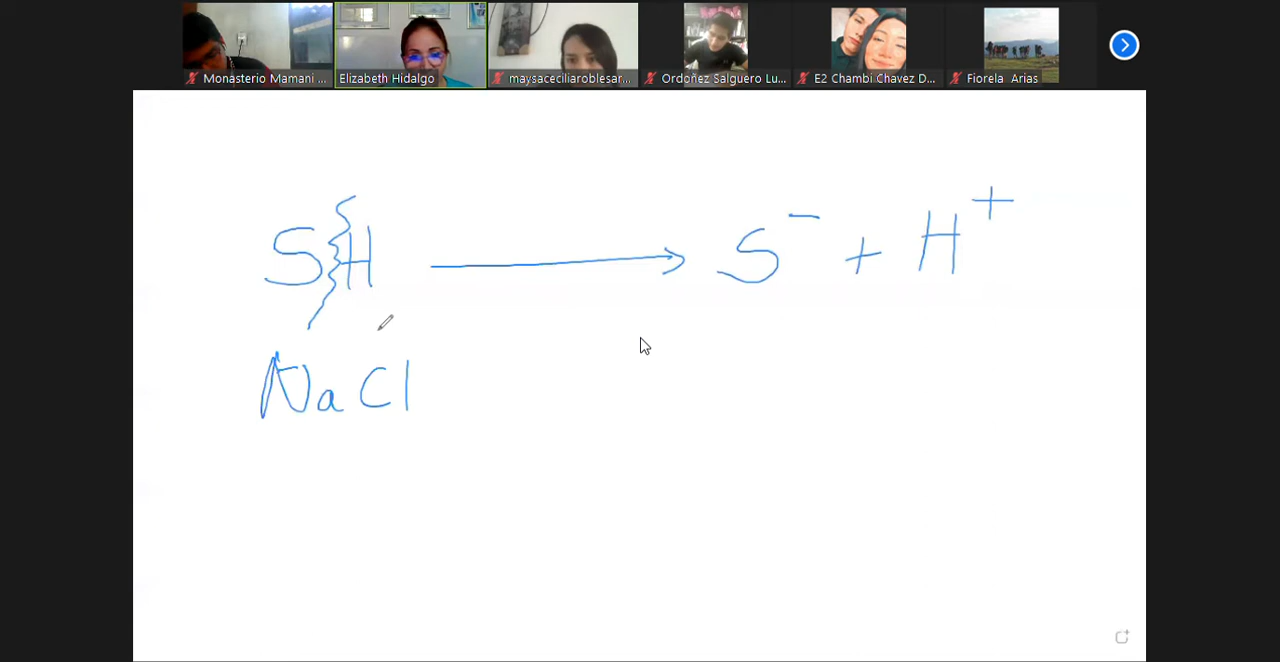 Monasterio Mamani ...
Elizabeth Hidalgo
maysaceciliaroblesar...
Ordoñez Salguero Lu...
E2 Chambi Chavez D...
Fiorela Arias
SH → S⁻ + H⁺
NaCl